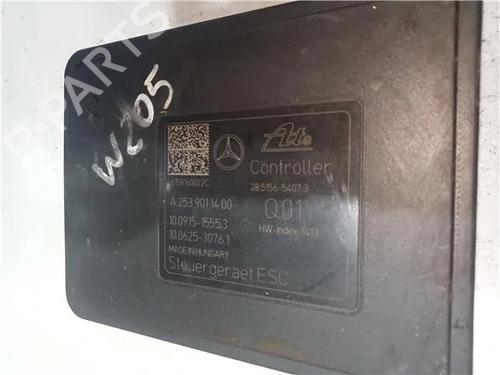 W205
Ate
Controller
6158160022C
28.5156-5407.3
A 253 901 14 00
Q01
10.0915-1555.3
HW-Index 1413
10.0625-3076.1
MADE IN HUNGARY
Steuergeraet ESC